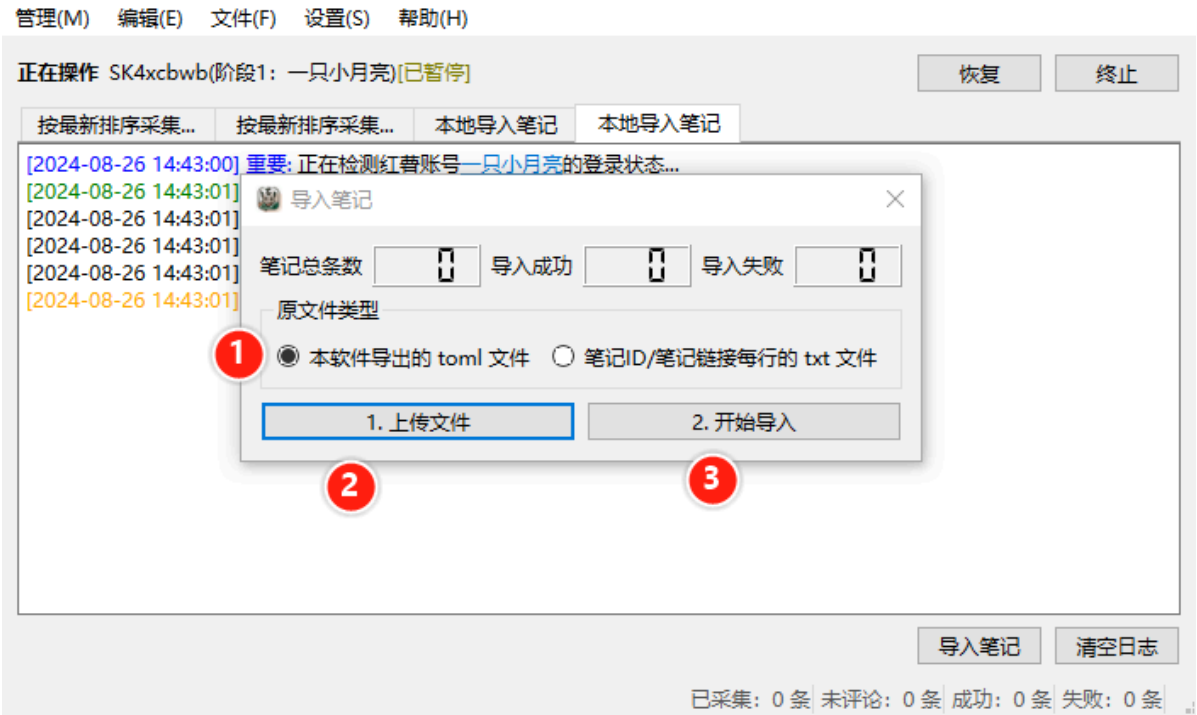 管理(M) 编辑(E) 文件(F) 设置(S) 帮助(H)
正在操作 SK4xcbwb(阶段1：一只小月亮)[已暂停] 恢复 终止
按最新排序采集... 按最新排序采集... 本地导入笔记 本地导入笔记
[2024-08-26 14:43:00] 重要: 正在检测红薯账号一只小月亮的登录状态...
[2024-08-26 14:43:01]
[2024-08-26 14:43:01]
[2024-08-26 14:43:01]
[2024-08-26 14:43:01]
[2024-08-26 14:43:01]
导入笔记
笔记总条数 0 导入成功 0 导入失败 0
原文件类型
1 本软件导出的 toml 文件 笔记ID/笔记链接每行的 txt 文件
1. 上传文件 2. 开始导入
2 3
导入笔记 清空日志
已采集：0 条 未评论：0 条 成功：0 条 失败：0 条